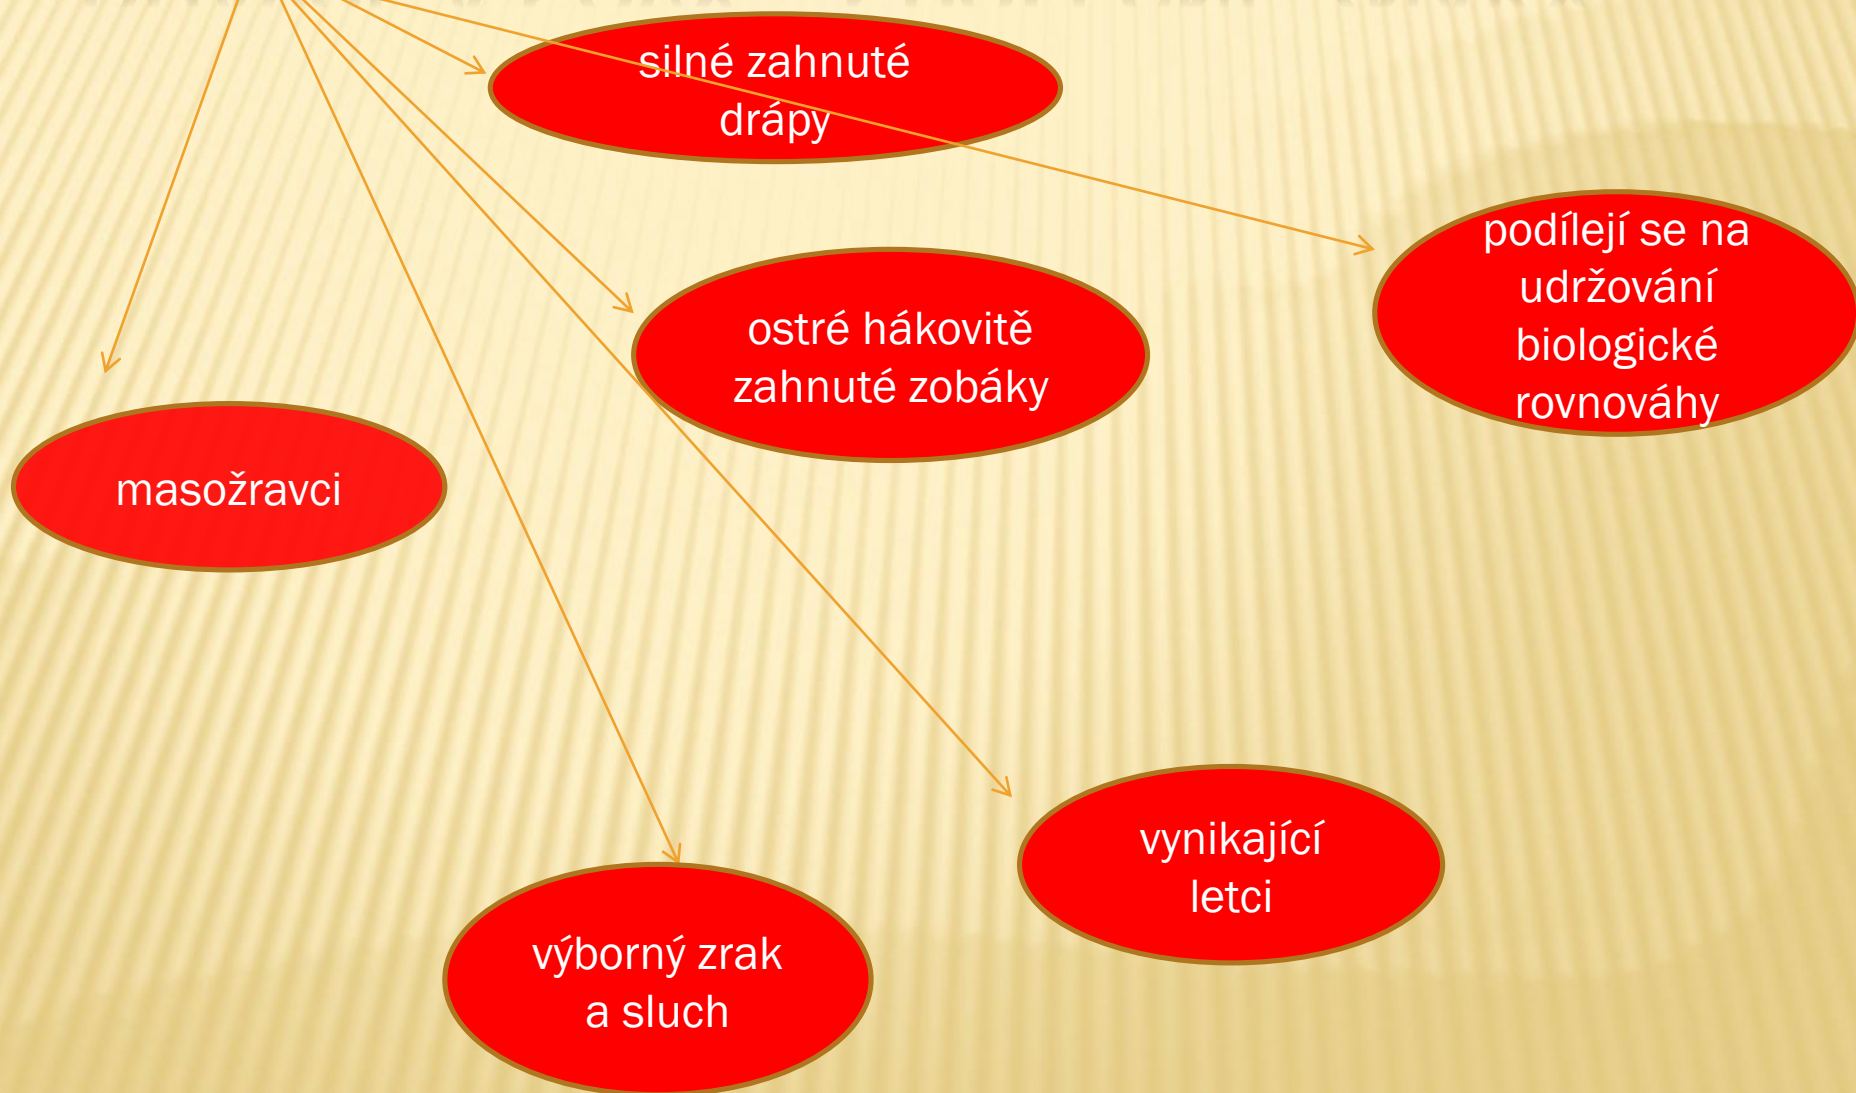 silné zahnuté
drápy
podílejí se na
udržování
biologické
rovnováhy
ostré hákovitě
zahnuté zobáky
masožravci
vynikající
letci
výborný zrak
a sluch